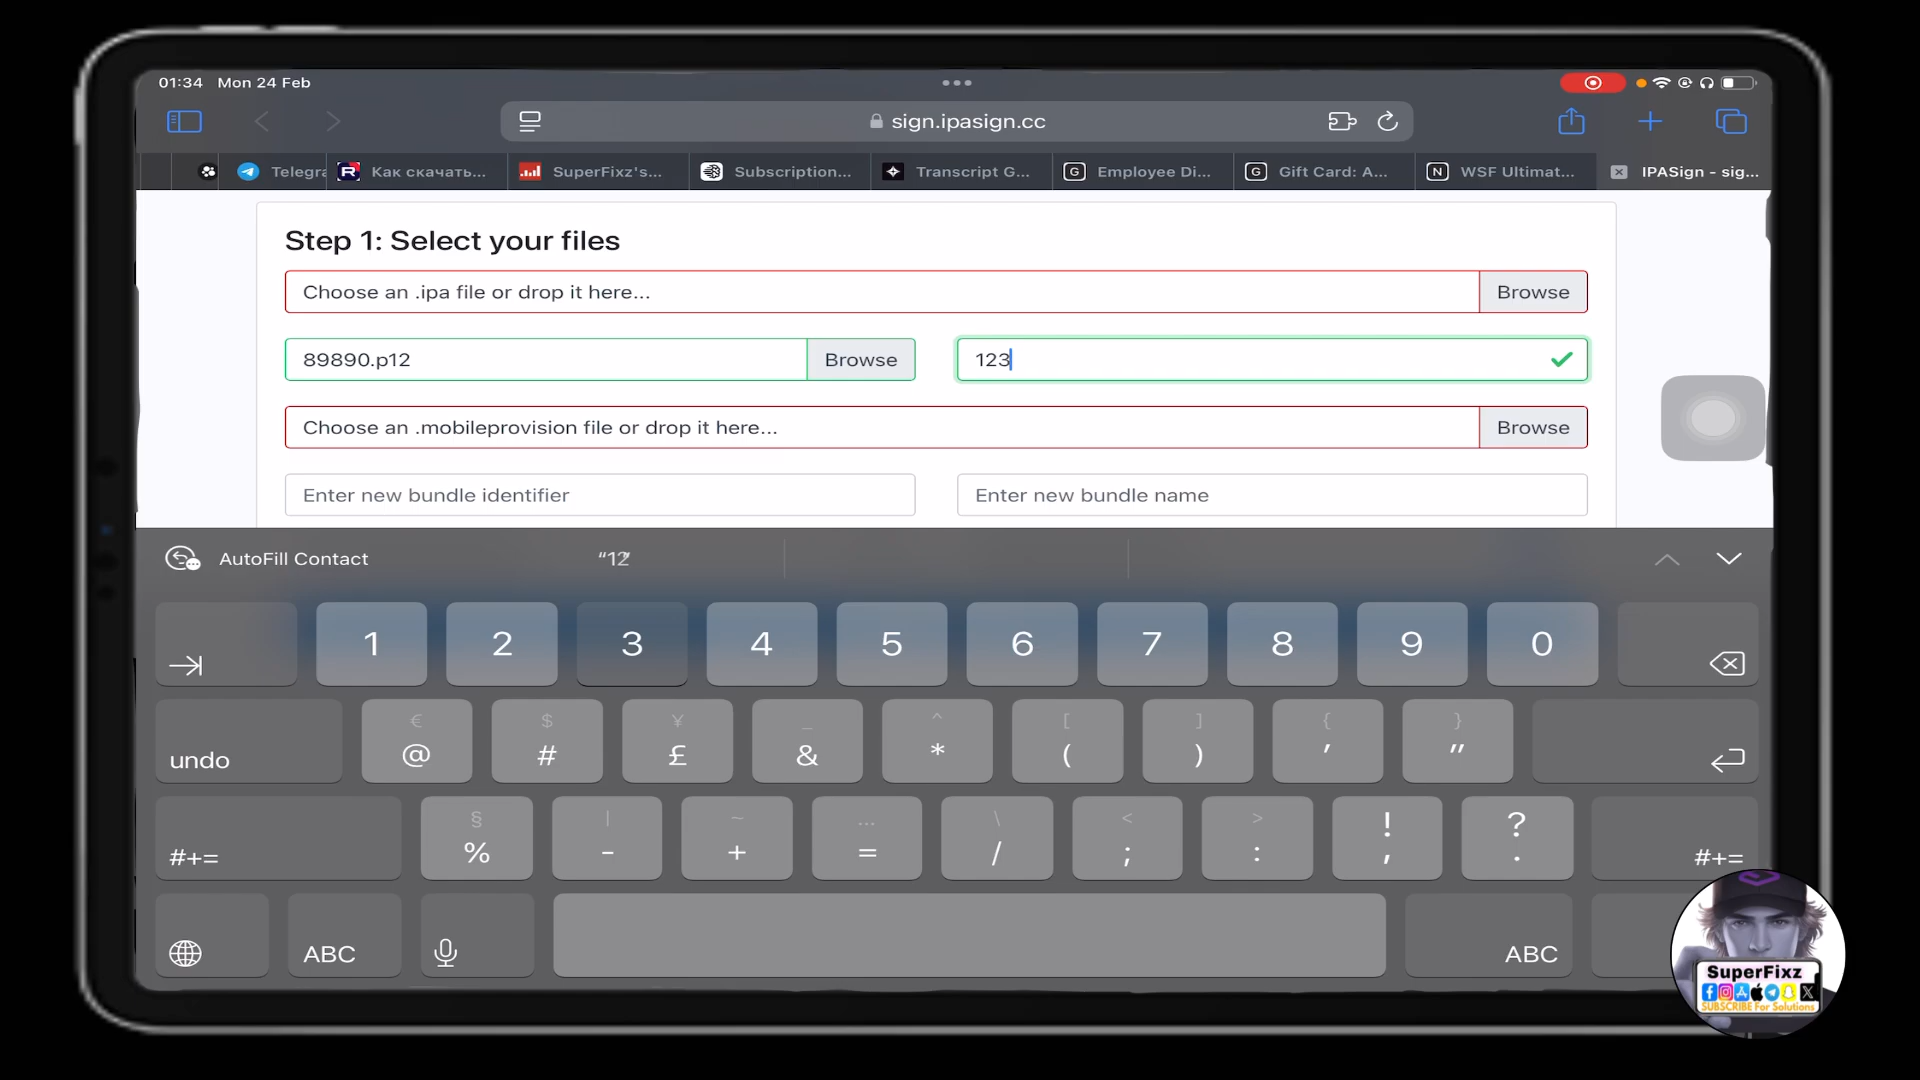 01:34 Mon 24 Feb
sign.ipasign.cc
Telegra
Как скачать...
SuperFixz's...
Subscription...
Transcript G...
Employee Di...
Gift Card: A...
WSF Ultimat...
IPASign - sig...
Step 1: Select your files
Choose an .ipa file or drop it here... Browse
89890.p12 Browse 123
Choose an .mobileprovision file or drop it here... Browse
Enter new bundle identifier Enter new bundle name
AutoFill Contact “12”
1 2 3 4 5 6 7 8 9 0
€ $ ¥ _ ^ [ ] { }
undo @ # £ & * ( ) ' "
§ | ~ ... \ < > ! ?
#+= % - + = / ; : , . #+=
ABC ABC
SuperFixz
SUBSCRIBE For Solutions